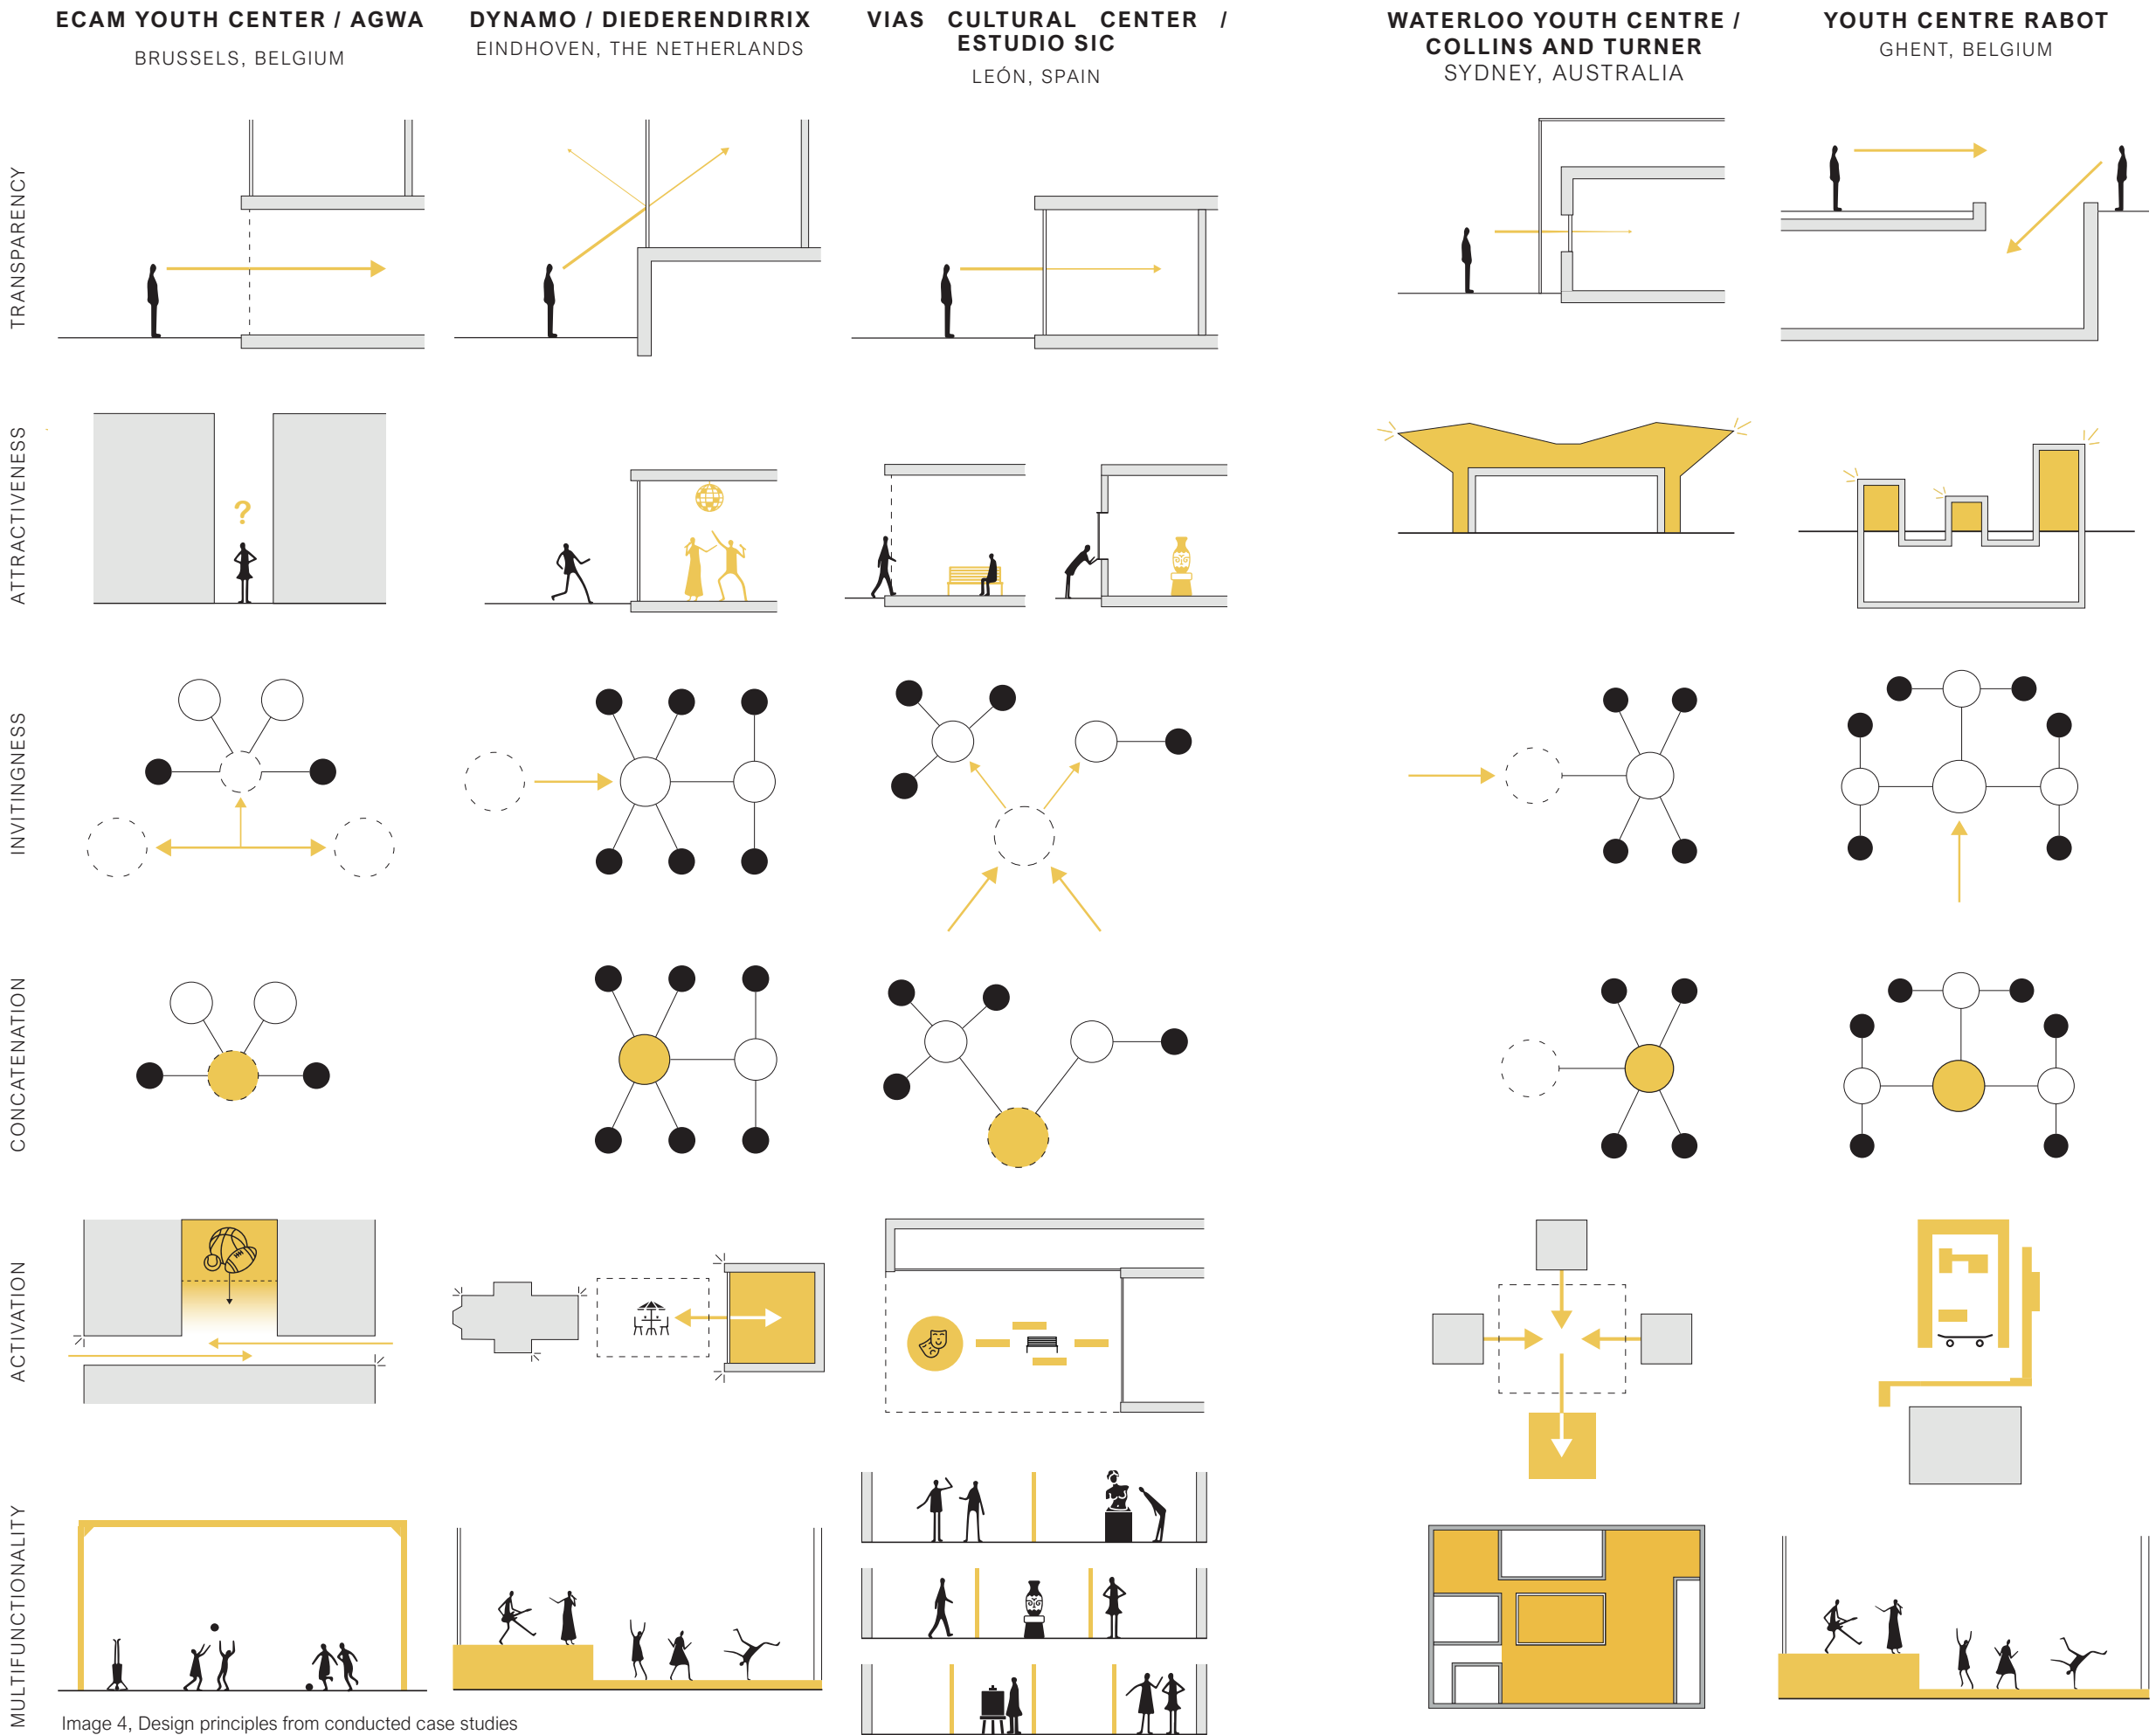 ECAM YOUTH CENTER / AGWA
BRUSSELS, BELGIUM
DYNAMO / DIEDERENDIRRIX
EINDHOVEN, THE NETHERLANDS
VIAS CULTURAL CENTER /
ESTUDIO SIC
LEÓN, SPAIN
WATERLOO YOUTH CENTRE /
COLLINS AND TURNER
SYDNEY, AUSTRALIA
YOUTH CENTRE RABOT
GHENT, BELGIUM
TRANSPARENCY
ATTRACTIVENESS
?
INVITINGNESS
CONCATENATION
ACTIVATION
MULTIFUNCTIONALITY
Image 4, Design principles from conducted case studies